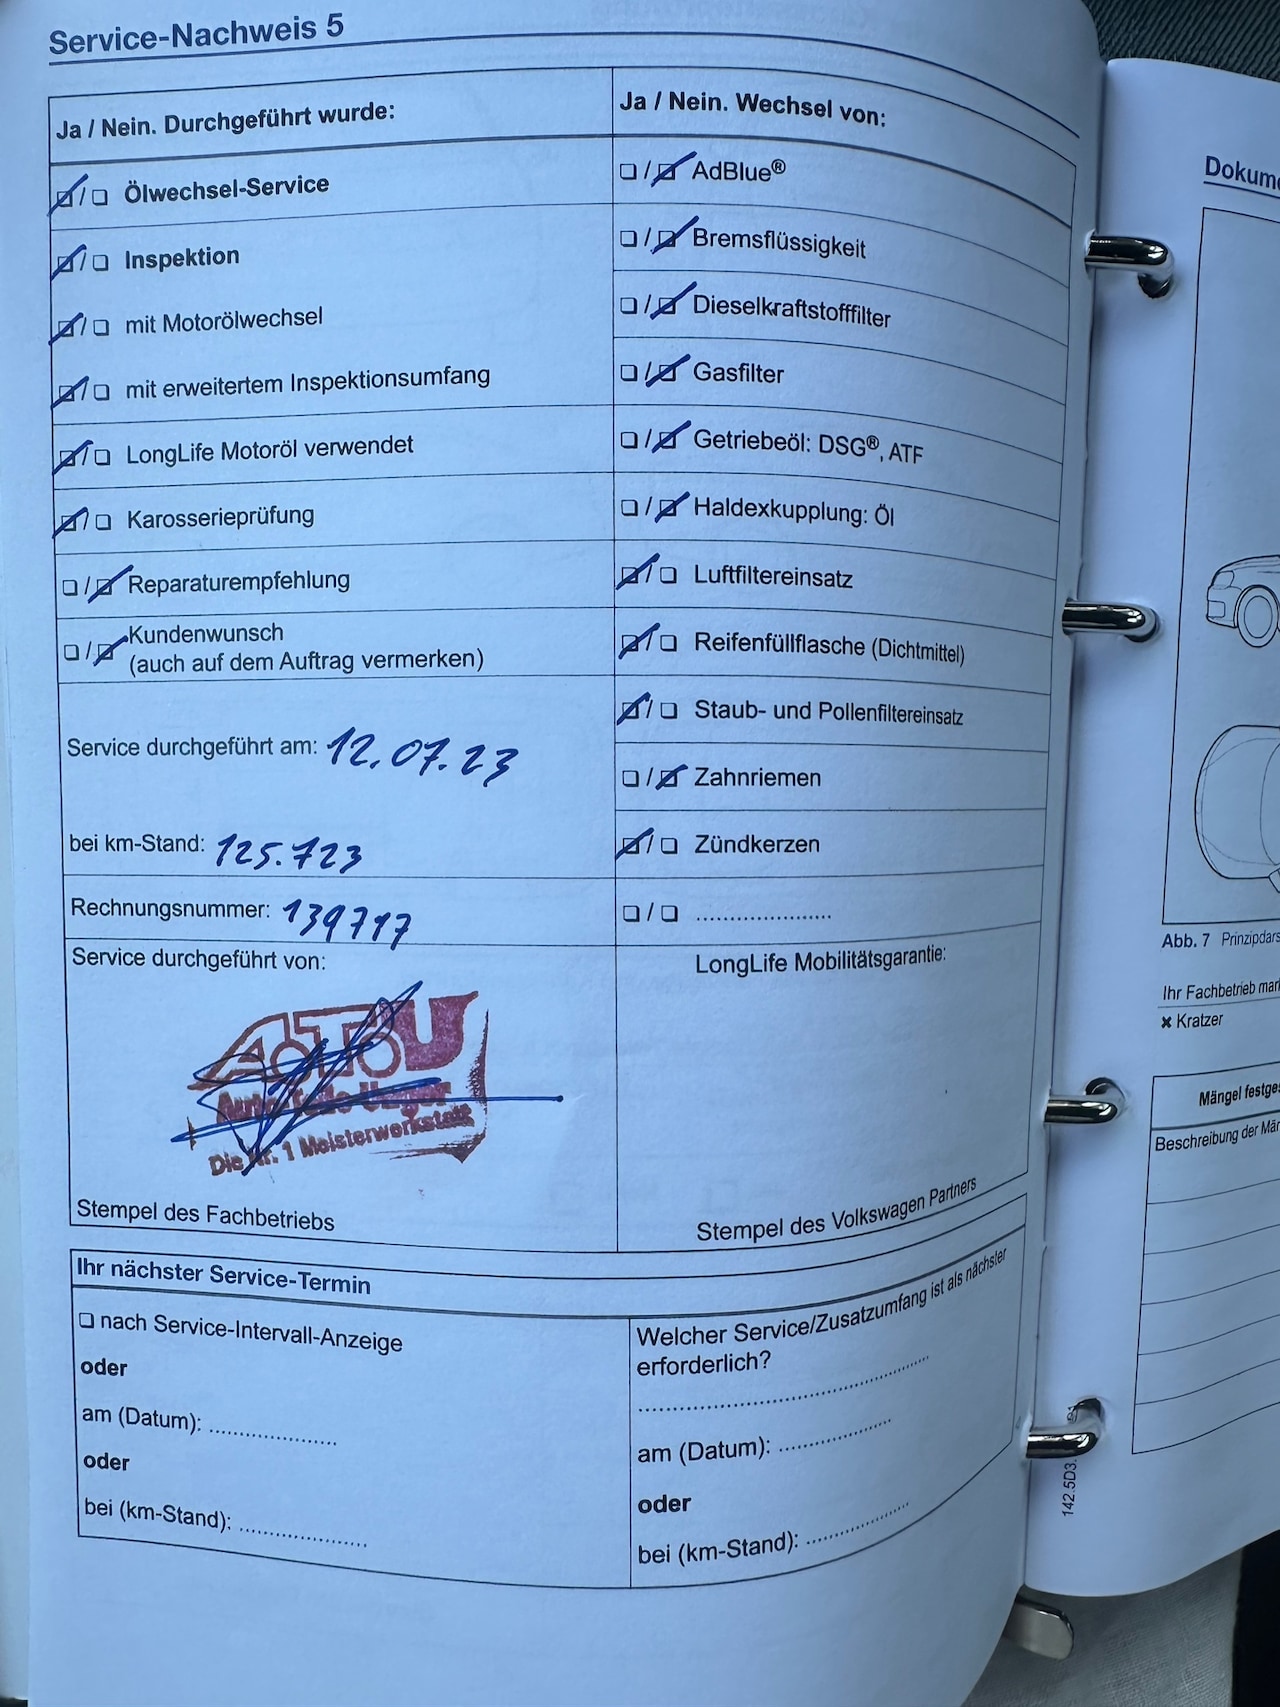 Service-Nachweis 5
Ja / Nein. Durchgeführt wurde:
☑ / ❏ Ölwechsel-Service
☑ / ❏ Inspektion
☑ / ❏ mit Motorölwechsel
☑ / ❏ mit erweitertem Inspektionsumfang
☑ / ❏ LongLife Motoröl verwendet
☑ / ❏ Karosserieprüfung
❏ / ☑ Reparaturempfehlung
❏ / ☑ Kundenwunsch
(auch auf dem Auftrag vermerken)
Service durchgeführt am: 12.07.23
bei km-Stand: 125.723
Rechnungsnummer: 139717
Service durchgeführt von:
ATU
Auto-Teile-Unger
Die Nr. 1 Meisterwerkstatt
Stempel des Fachbetriebs
Ja / Nein. Wechsel von:
❏ / ☑ AdBlue®
❏ / ☑ Bremsflüssigkeit
❏ / ☑ Dieselkraftstofffilter
❏ / ☑ Gasfilter
❏ / ☑ Getriebeöl: DSG®, ATF
❏ / ☑ Haldexkupplung: Öl
☑ / ❏ Luftfiltereinsatz
☑ / ❏ Reifenfüllflasche (Dichtmittel)
☑ / ❏ Staub- und Pollenfiltereinsatz
❏ / ☑ Zahnriemen
☑ / ❏ Zündkerzen
❏ / ❏ ......................
LongLife Mobilitätsgarantie:
Stempel des Volkswagen Partners
Ihr nächster Service-Termin
❏ nach Service-Intervall-Anzeige
oder
am (Datum): ....................
oder
bei (km-Stand): ....................
Welcher Service/Zusatzumfang ist als nächster
erforderlich? ..............................
am (Datum): ....................
oder
bei (km-Stand): ....................
Abb. 7
Ihr Fachbetrieb
✖ Kratzer
Mängel
Beschreibung der
142.5D3.